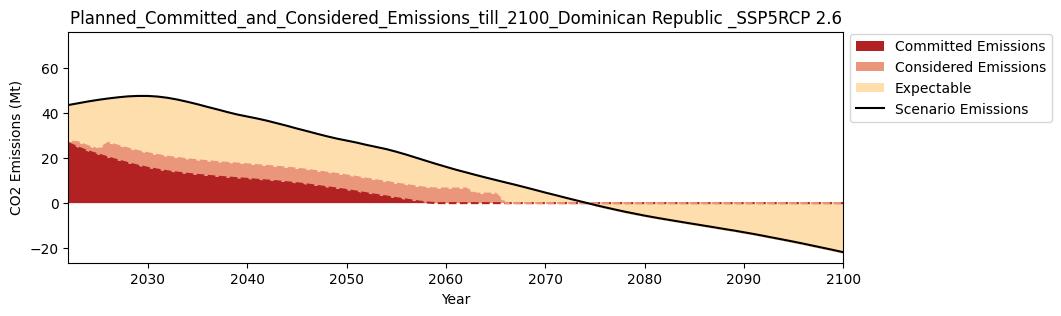 Planned_Committed_and_Considered_Emissions_till_2100_Dominican Republic _SSP5RCP 2.6
Committed Emissions
Considered Emissions
Expectable
Scenario Emissions
CO2 Emissions (Mt)
60
40
20
0
−20
2030 2040 2050 2060 2070 2080 2090 2100
Year